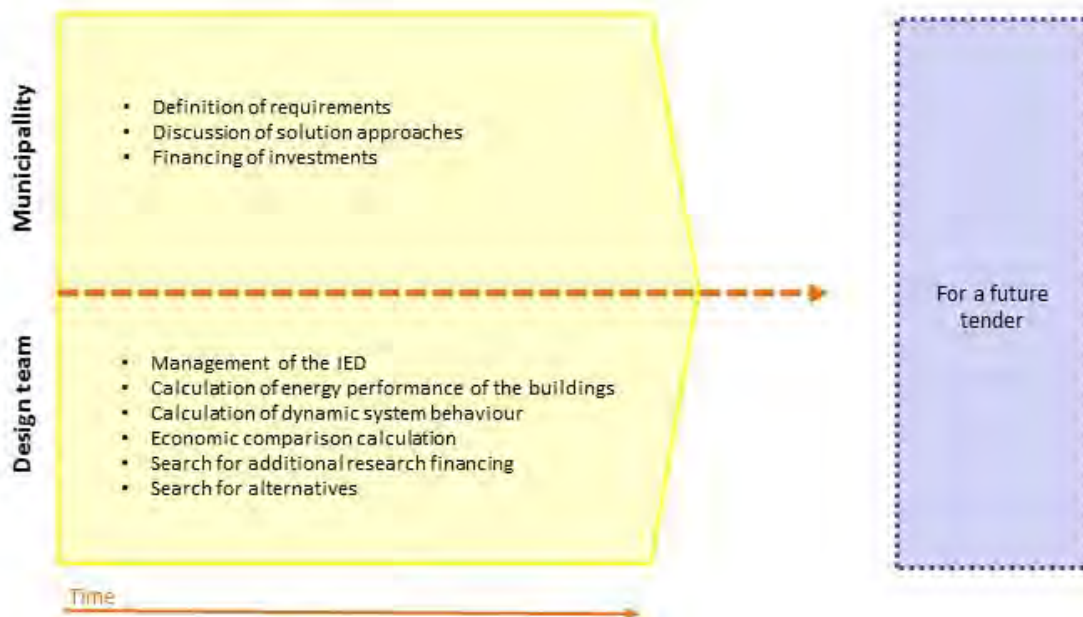 Municipallity
• Definition of requirements
• Discussion of solution approaches
• Financing of investments
Design team
• Management of the IED
• Calculation of energy performance of the buildings
• Calculation of dynamic system behaviour
• Economic comparison calculation
• Search for additional research financing
• Search for alternatives
For a future
tender
Time